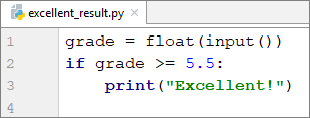 excellent_result.py ×
1 grade = float(input())
2 if grade >= 5.5:
3     print("Excellent!")
4